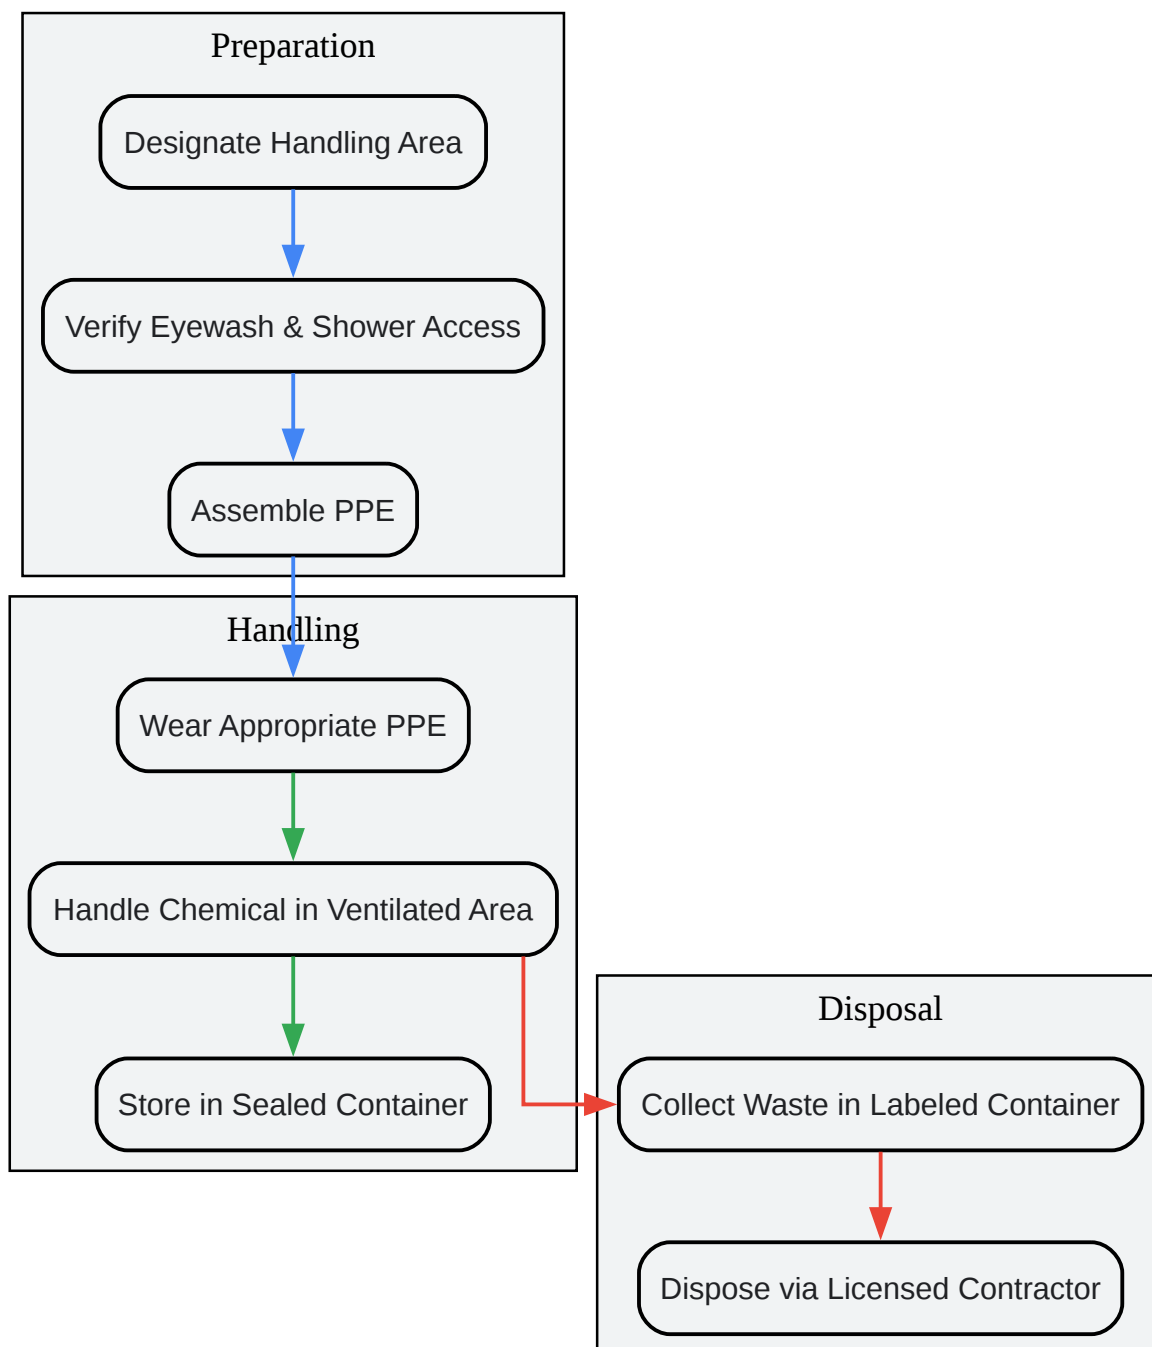 Preparation
Designate Handling Area
Verify Eyewash & Shower Access
Assemble PPE
Handling
Wear Appropriate PPE
Handle Chemical in Ventilated Area
Store in Sealed Container
Disposal
Collect Waste in Labeled Container
Dispose via Licensed Contractor